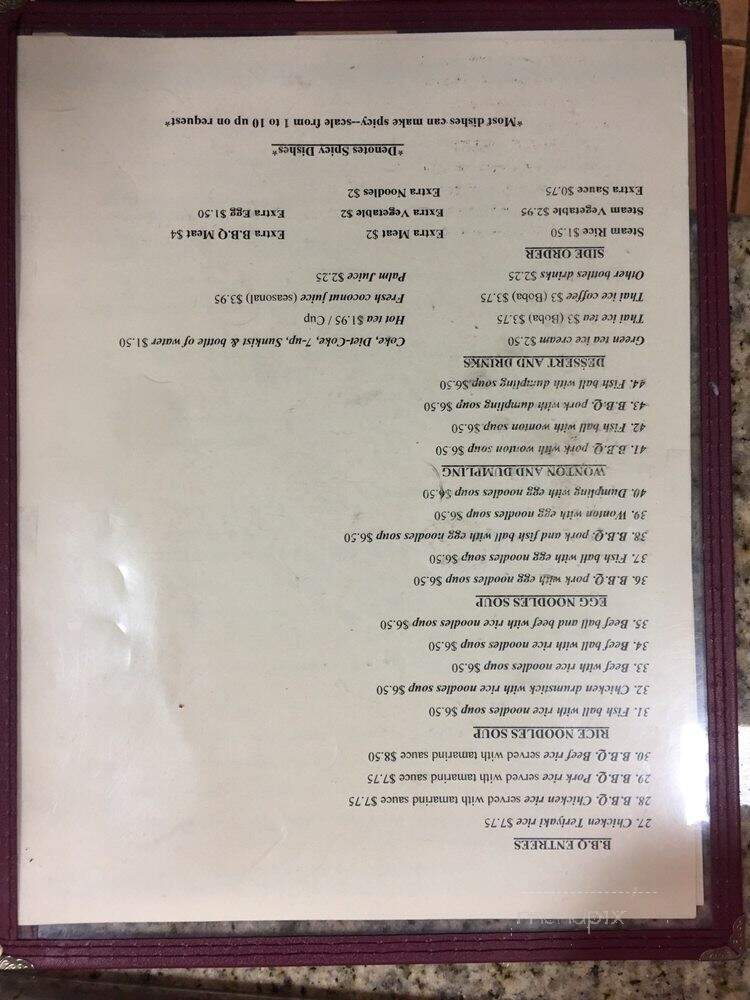 B.B.Q ENTREES
27. Chicken Teriyaki rice $7.75
28. B.B.Q. Chicken rice served with tamarind sauce $7.75
29. B.B.Q. Pork rice served with tamarind sauce $7.75
30. B.B.Q. Beef rice served with tamarind sauce $8.50
RICE NOODLES SOUP
31. Fish ball with rice noodles soup $6.50
32. Chicken drumstick with rice noodles soup $6.50
33. Beef with rice noodles soup $6.50
34. Beef ball with rice noodles soup $6.50
35. Beef ball and beef with rice noodles soup $6.50
EGG NOODLES SOUP
36. B.B.Q. pork with egg noodles soup $6.50
37. Fish ball with egg noodles soup $6.50
38. B.B.Q. pork and fish ball with egg noodles soup $6.50
39. Wonton with egg noodles soup $6.50
40. Dumpling with egg noodles soup $6.50
WONTON AND DUMPLING
41. B.B.Q. pork with wonton soup $6.50
42. Fish ball with wonton soup $6.50
43. B.B.Q. pork with dumpling soup $6.50
44. Fish ball with dumpling soup $6.50
DESSERT AND DRINKS
Green tea ice cream $2.50 Coke, Diet-Coke, 7-up, Sunkist & bottle of water $1.50
Thai ice tea $3 (Boba) $3.75 Hot tea $1.95 / Cup
Thai ice coffee $3 (Boba) $3.75 Fresh coconut juice (seasonal) $3.95
Other bottles drinks $2.25 Palm Juice $2.25
SIDE ORDER
Steam Rice $1.50 Extra Meat $2 Extra B.B.Q Meat $4
Steam Vegetable $2.95 Extra Vegetable $2 Extra Egg $1.50
Extra Sauce $0.75 Extra Noodles $2
*Denotes Spicy Dishes*
*Most dishes can make spicy--scale from 1 to 10 up on request*
menupix